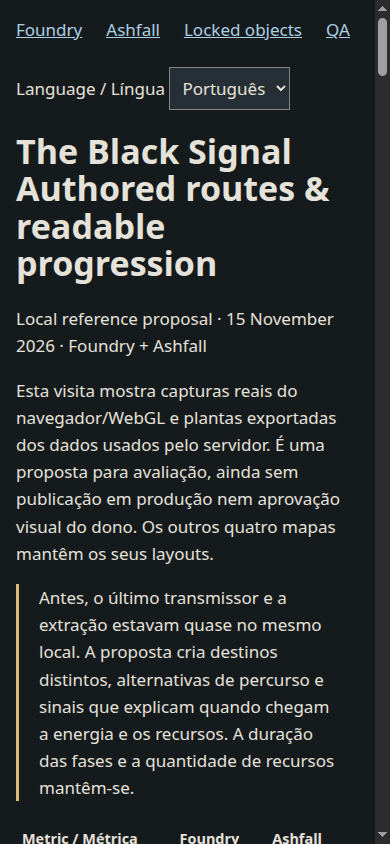 Foundry Ashfall Locked objects QA
Language / Língua Português
The Black Signal
Authored routes &
readable
progression
Local reference proposal · 15 November
2026 · Foundry + Ashfall
Esta visita mostra capturas reais do
navegador/WebGL e plantas exportadas
dos dados usados pelo servidor. É uma
proposta para avaliação, ainda sem
publicação em produção nem aprovação
visual do dono. Os outros quatro mapas
mantêm os seus layouts.
Antes, o último transmissor e a
extração estavam quase no mesmo
local. A proposta cria destinos
distintos, alternativas de percurso e
sinais que explicam quando chegam
a energia e os recursos. A duração
das fases e a quantidade de recursos
mantêm-se.
Metric / Métrica Foundry Ashfall